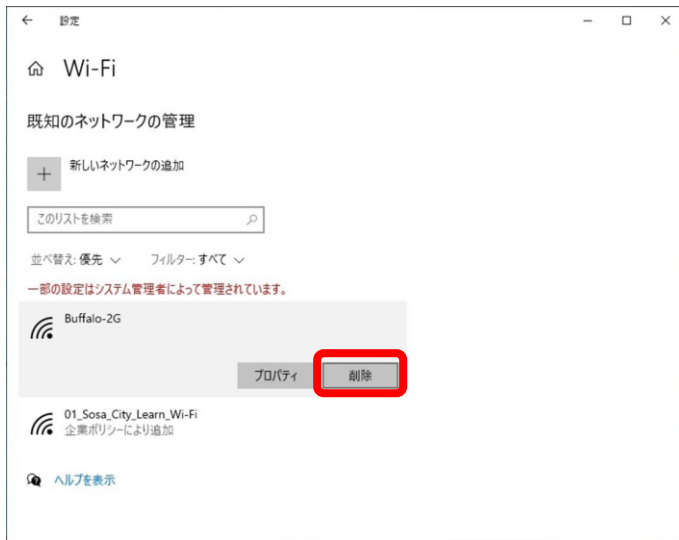 設定
Wi-Fi
既知のネットワークの管理
新しいネットワークの追加
このリストを検索
並べ替え: 優先 フィルター: すべて
一部の設定はシステム管理者によって管理されています。
Buffalo-2G
プロパティ 削除
01_Sosa_City_Learn_Wi-Fi
企業ポリシーにより追加
ヘルプを表示